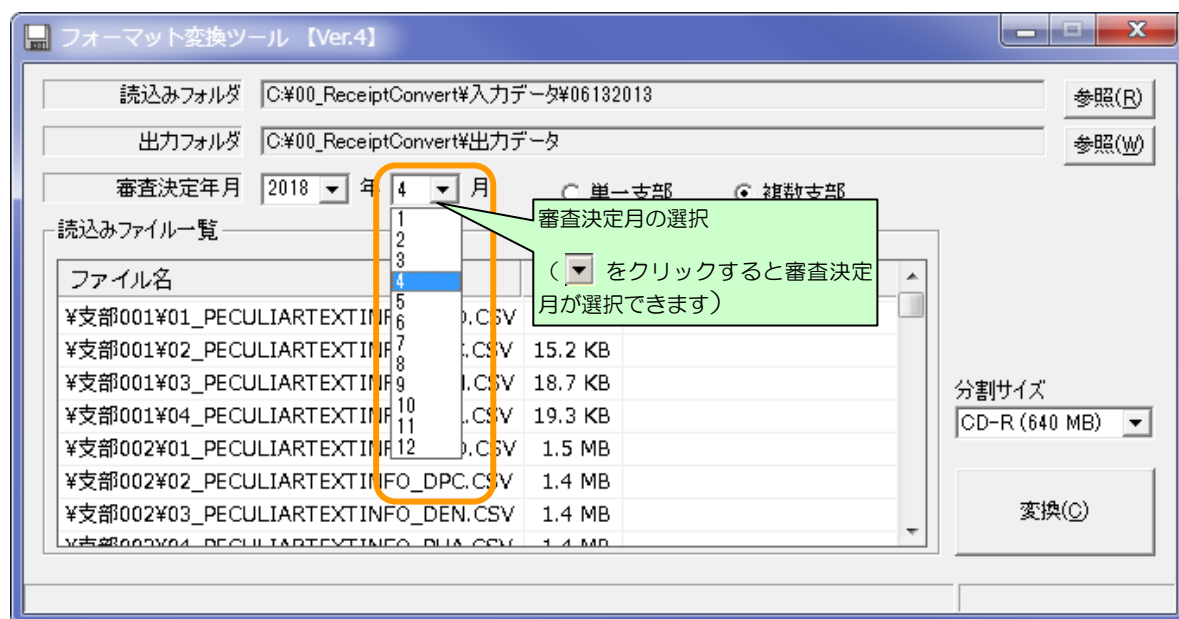 フォーマット変換ツール 【Ver.4】
読込みフォルダ C:¥00_ReceiptConvert¥入力データ¥06132013 参照(R)
出力フォルダ C:¥00_ReceiptConvert¥出力データ 参照(W)
審査決定年月 2018 年 4 月 単一支部 複数支部
審査決定月の選択
( をクリックすると審査決定
月が選択できます)
1
2
3
4
5
6
7
8
9
10
11
12
読込みファイル一覧
ファイル名
¥支部001¥01_PECULIARTEXTINF .CSV
¥支部001¥02_PECULIARTEXTINF .CSV 15.2 KB
¥支部001¥03_PECULIARTEXTINF .CSV 18.7 KB
¥支部001¥04_PECULIARTEXTINF .CSV 19.3 KB
¥支部002¥01_PECULIARTEXTINF .CSV 1.5 MB
¥支部002¥02_PECULIARTEXTINFO_DPC.CSV 1.4 MB
¥支部002¥03_PECULIARTEXTINFO_DEN.CSV 1.4 MB
¥支部002¥04_PECULIARTEXTINFO_PHA.CSV 1.4 MB
分割サイズ
CD-R (640 MB)
変換(C)